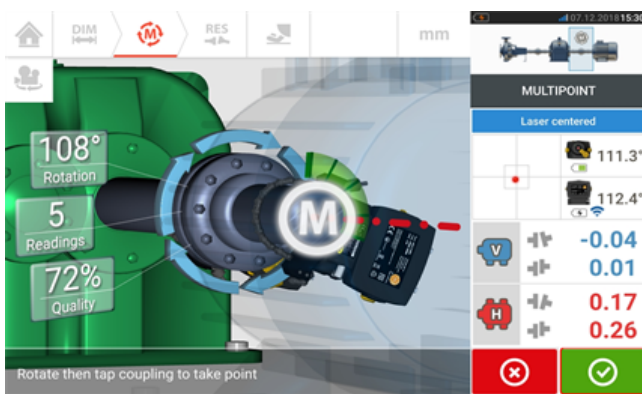 DIM
M
RES
mm
108°
Rotation
5
Readings
72%
Quality
M
Rotate then tap coupling to take point
07.12.2018 15:30
M
MULTIPOINT
Laser centered
111.3°
112.4°
V
-0.04
0.01
H
0.17
0.26